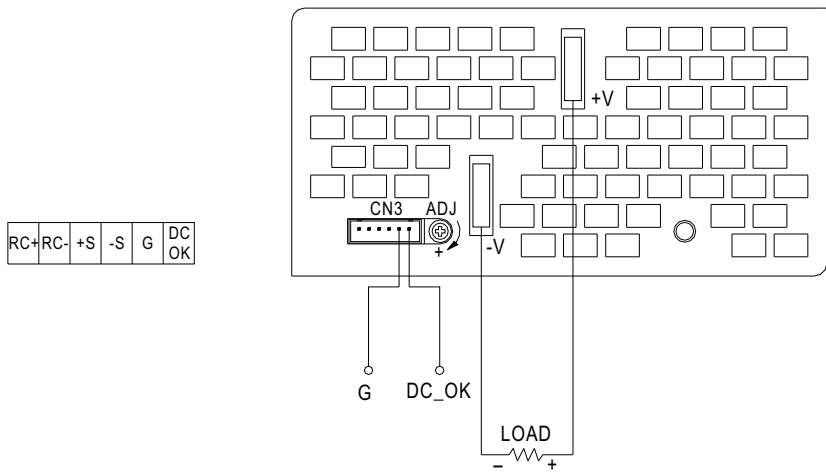 +V
CN3 ADJ
+
-V
RC+ RC- +S -S G DC OK
G DC_OK
LOAD
- +